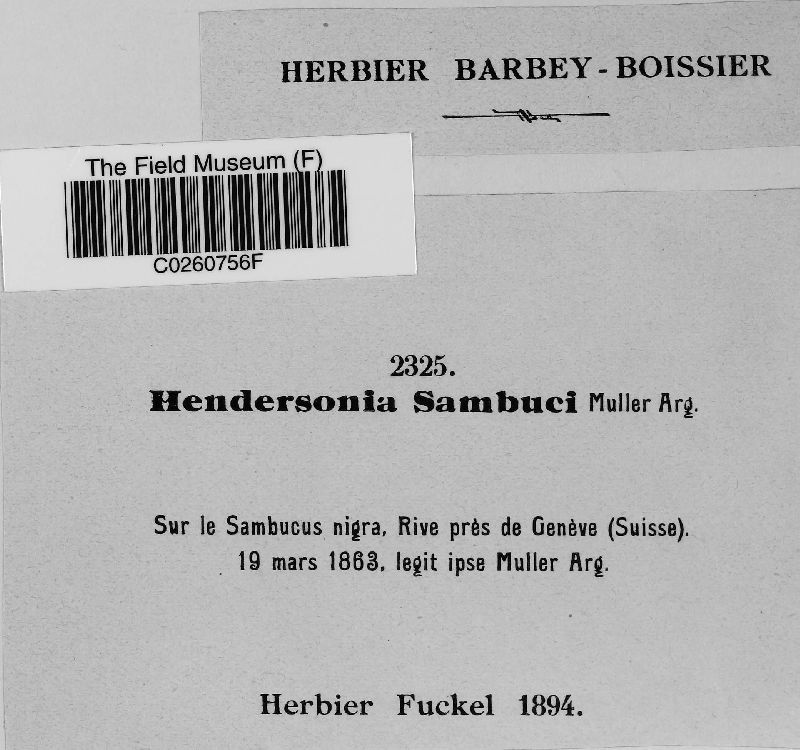 HERBIER BARBEY-BOISSIER
The Field Museum (F)
C0260756F
2325.
Hendersonia Sambuci Muller Arg.
Sur le Sambucus nigra, Rive près de Genève (Suisse).
19 mars 1863, legit ipse Muller Arg.
Herbier Fuckel 1894.